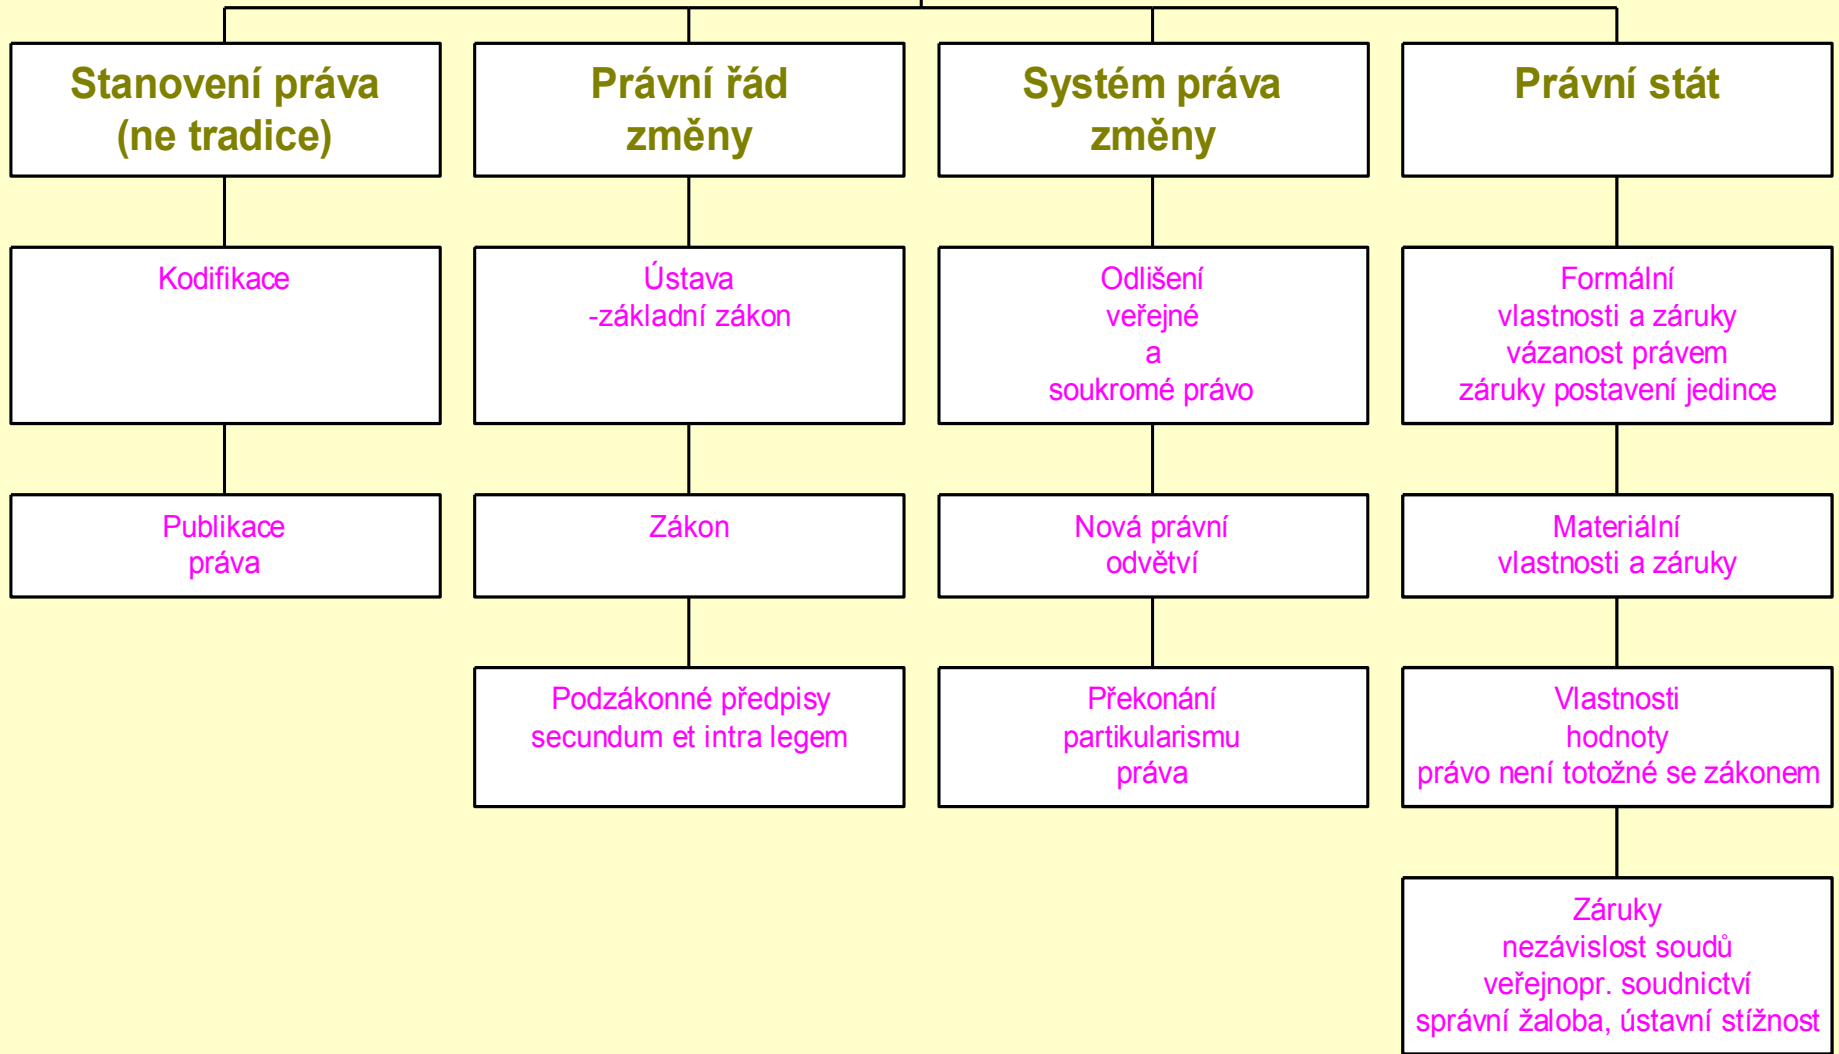 Stanovení práva
(ne tradice)
Kodifikace
Publikace
práva
Právní řád
změny
Ústava
-základní zákon
Zákon
Podzákonné předpisy
secundum et intra legem
Systém práva
změny
Odlišení
veřejné
a
soukromé právo
Nová právní
odvětví
Překonání
partikularismu
práva
Právní stát
Formální
vlastnosti a záruky
vázanost právem
záruky postavení jedince
Materiální
vlastnosti a záruky
Vlastnosti
hodnoty
právo není totožné se zákonem
Záruky
nezávislost soudů
veřejnopr. soudnictví
správní žaloba, ústavní stížnost